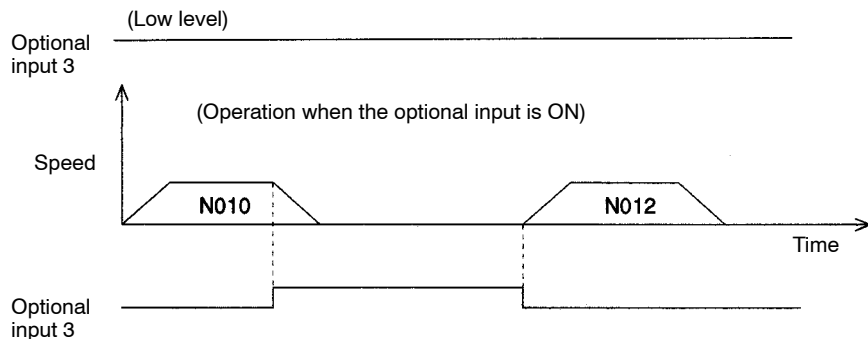 (Low level)
Optional
input 3
(Operation when the optional input is ON)
Speed
N010
N012
Time
Optional
input 3